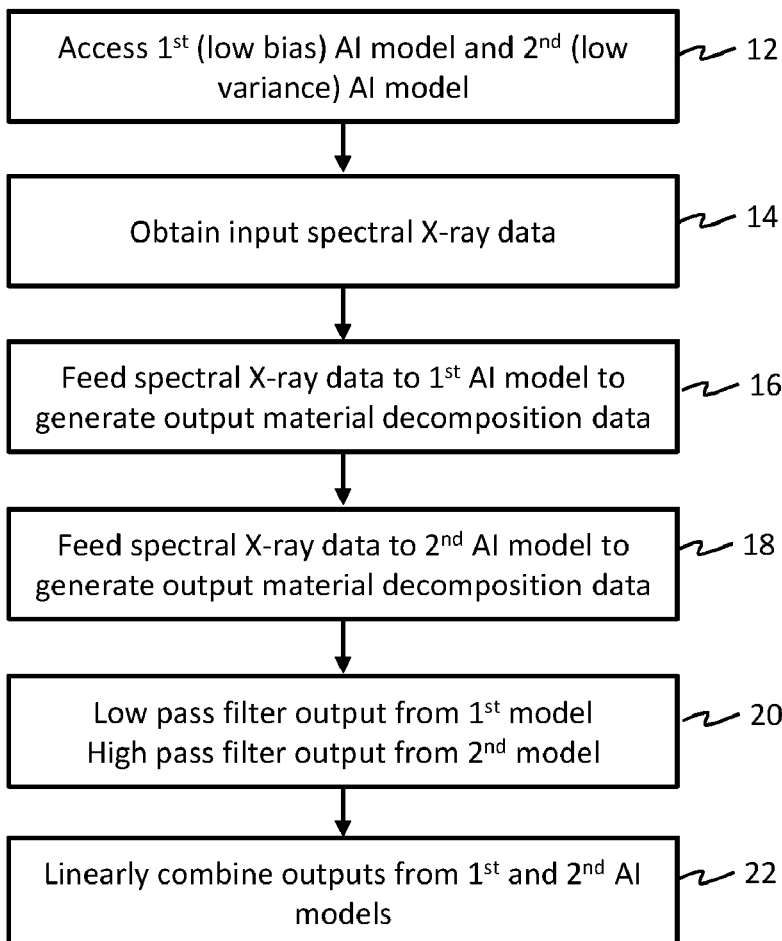 Access 1st (low bias) AI model and 2nd (low
variance) AI model
12
Obtain input spectral X-ray data
14
Feed spectral X-ray data to 1st AI model to
generate output material decomposition data
16
Feed spectral X-ray data to 2nd AI model to
generate output material decomposition data
18
Low pass filter output from 1st model
High pass filter output from 2nd model
20
Linearly combine outputs from 1st and 2nd AI
models
22